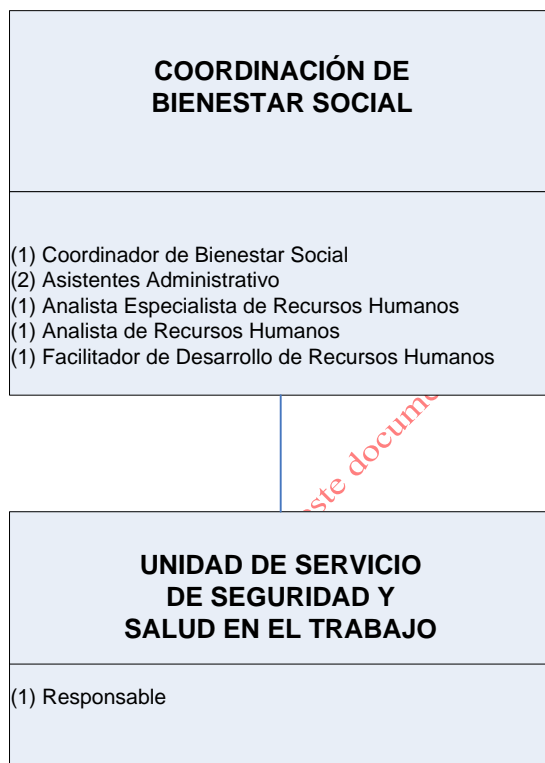 COORDINACIÓN DE
BIENESTAR SOCIAL
(1) Coordinador de Bienestar Social
(2) Asistentes Administrativo
(1) Analista Especialista de Recursos Humanos
(1) Analista de Recursos Humanos
(1) Facilitador de Desarrollo de Recursos Humanos
UNIDAD DE SERVICIO
DE SEGURIDAD Y
SALUD EN EL TRABAJO
(1) Responsable